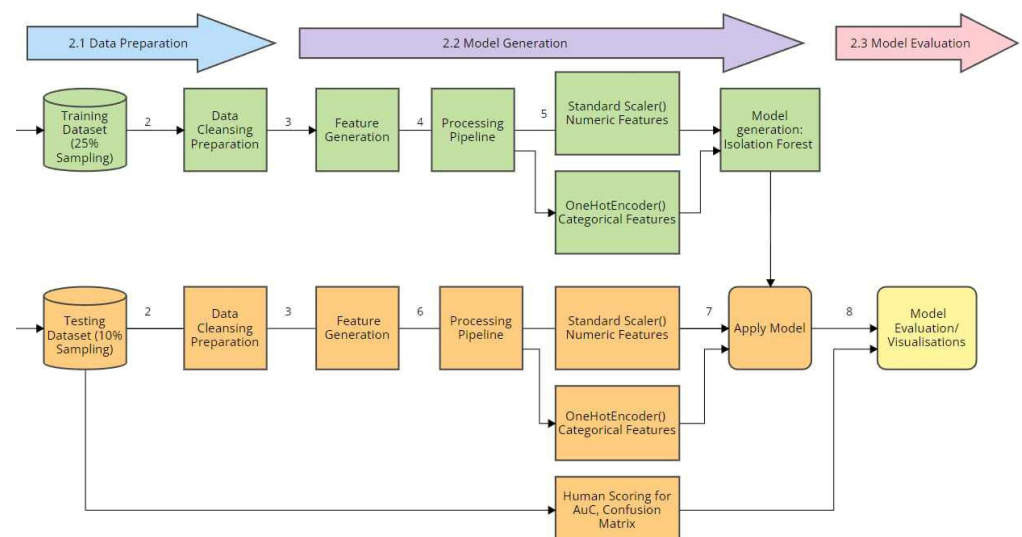 2.1 Data Preparation
2.2 Model Generation
2.3 Model Evaluation
Training
Dataset
(25%
Sampling)
2
Data
Cleansing
Preparation
3
Feature
Generation
4
Processing
Pipeline
5
Standard Scaler()
Numeric Features
OneHotEncoder()
Categorical Features
Model
generation:
Isolation Forest
Testing
Dataset (10%
Sampling)
2
Data
Cleansing
Preparation
3
Feature
Generation
6
Processing
Pipeline
Standard Scaler()
Numeric Features
OneHotEncoder()
Categorical Features
7
Apply Model
8
Model
Evaluation/
Visualisations
Human Scoring for
AuC, Confusion
Matrix